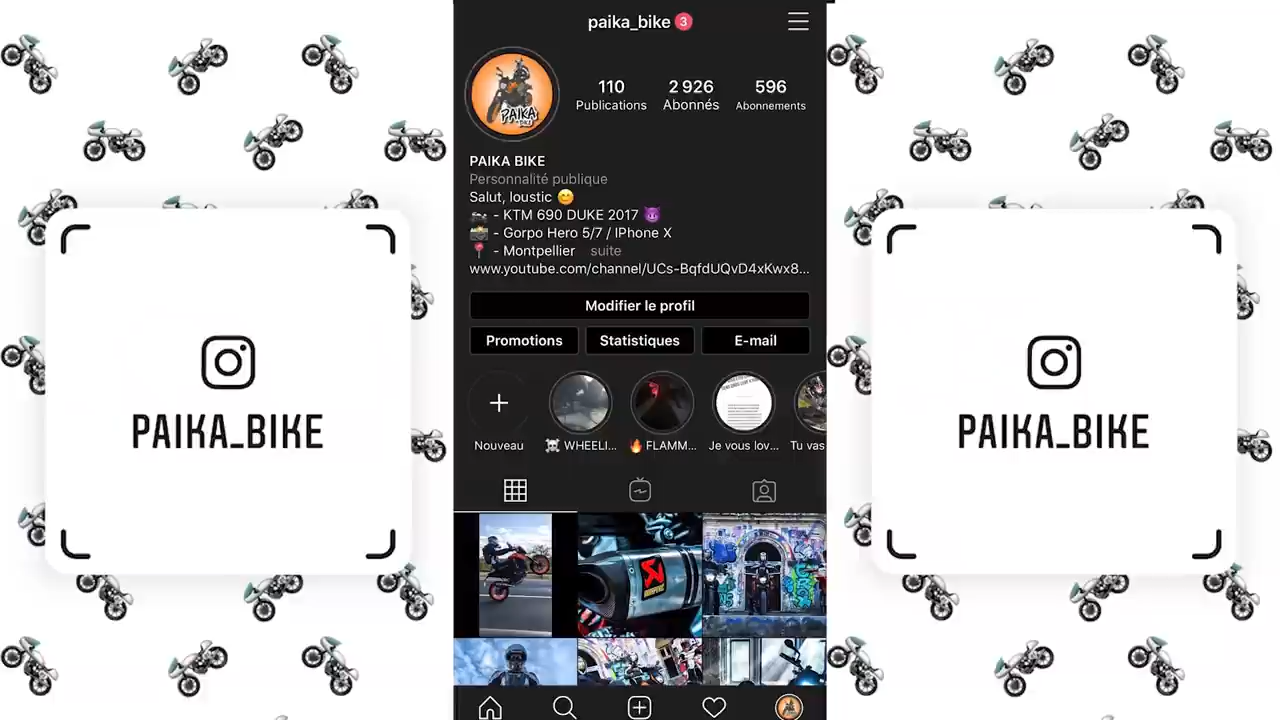 paika_bike 3
110 2 926 596
Publications Abonnés Abonnements
PAIKA BIKE
PAIKA BIKE
Personnalité publique
Salut, loustic 😊
🏍 - KTM 690 DUKE 2017 😈
📸 - Gorpo Hero 5/7 / IPhone X
📍 - Montpellier suite
www.youtube.com/channel/UCs-BqfdUQvD4xKwx8...
Modifier le profil
Promotions Statistiques E-mail
Nouveau ☠️ WHEELI... 🔥 FLAMM... Je vous lov... Tu vas
PAIKA_BIKE
PAIKA_BIKE